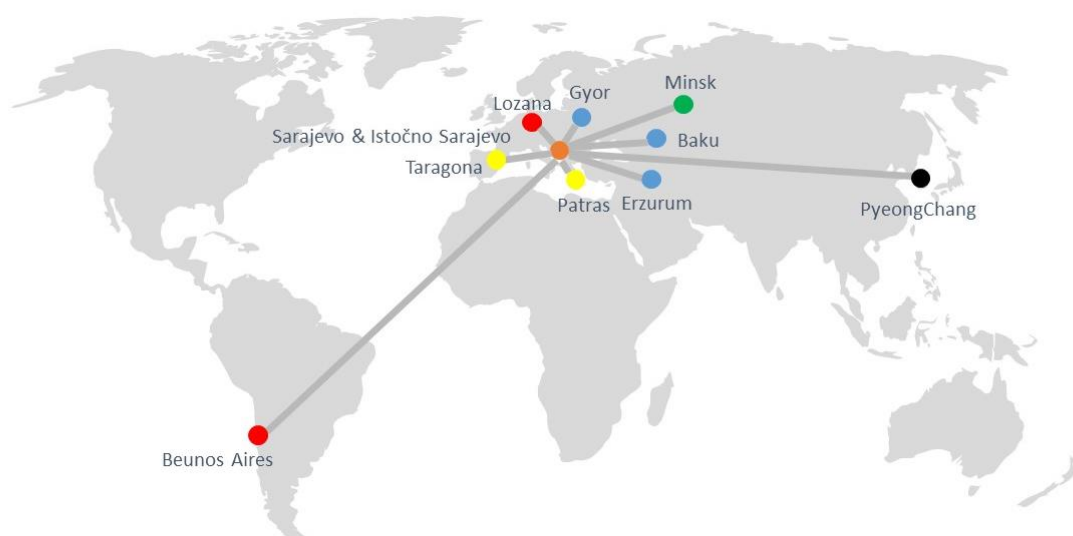 Minsk
Gyor
Lozana
Sarajevo & Istočno Sarajevo
Baku
Taragona
Patras
Erzurum
PyeongChang
Beunos Aires